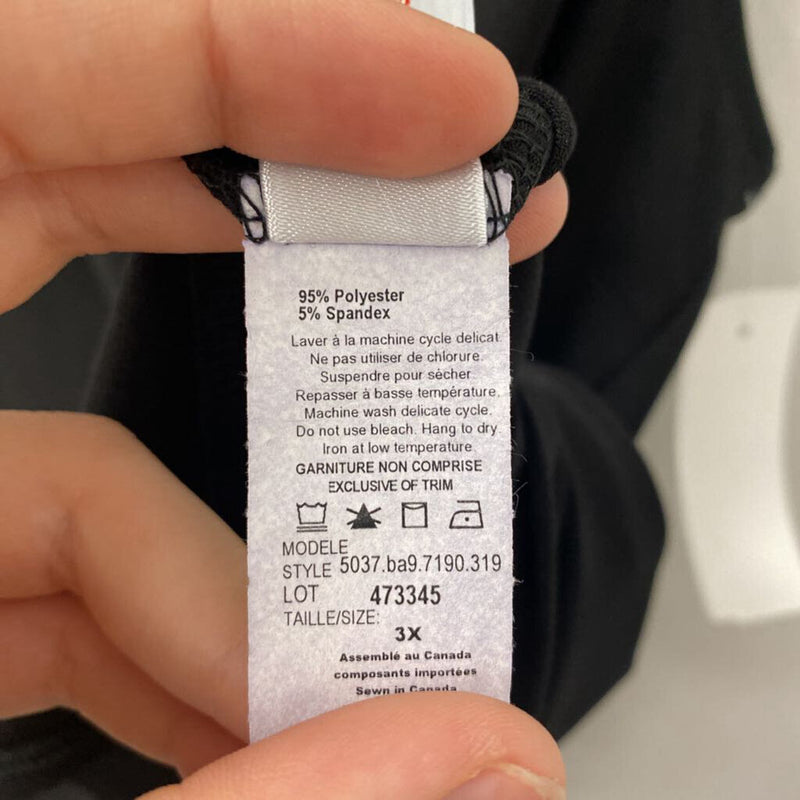 95% Polyester
5% Spandex
Laver à la machine cycle delicat.
Ne pas utiliser de chlorure.
Suspendre pour sècher
Repasser à basse température.
Machine wash delicate cycle.
Do not use bleach. Hang to dry.
Iron at low temperature
GARNITURE NON COMPRISE
EXCLUSIVE OF TRIM
MODELE
STYLE 5037.ba9.7190.319
LOT 473345
TAILLE/SIZE:
3X
Assemblé au Canada
composants importées
Sewn in Canada